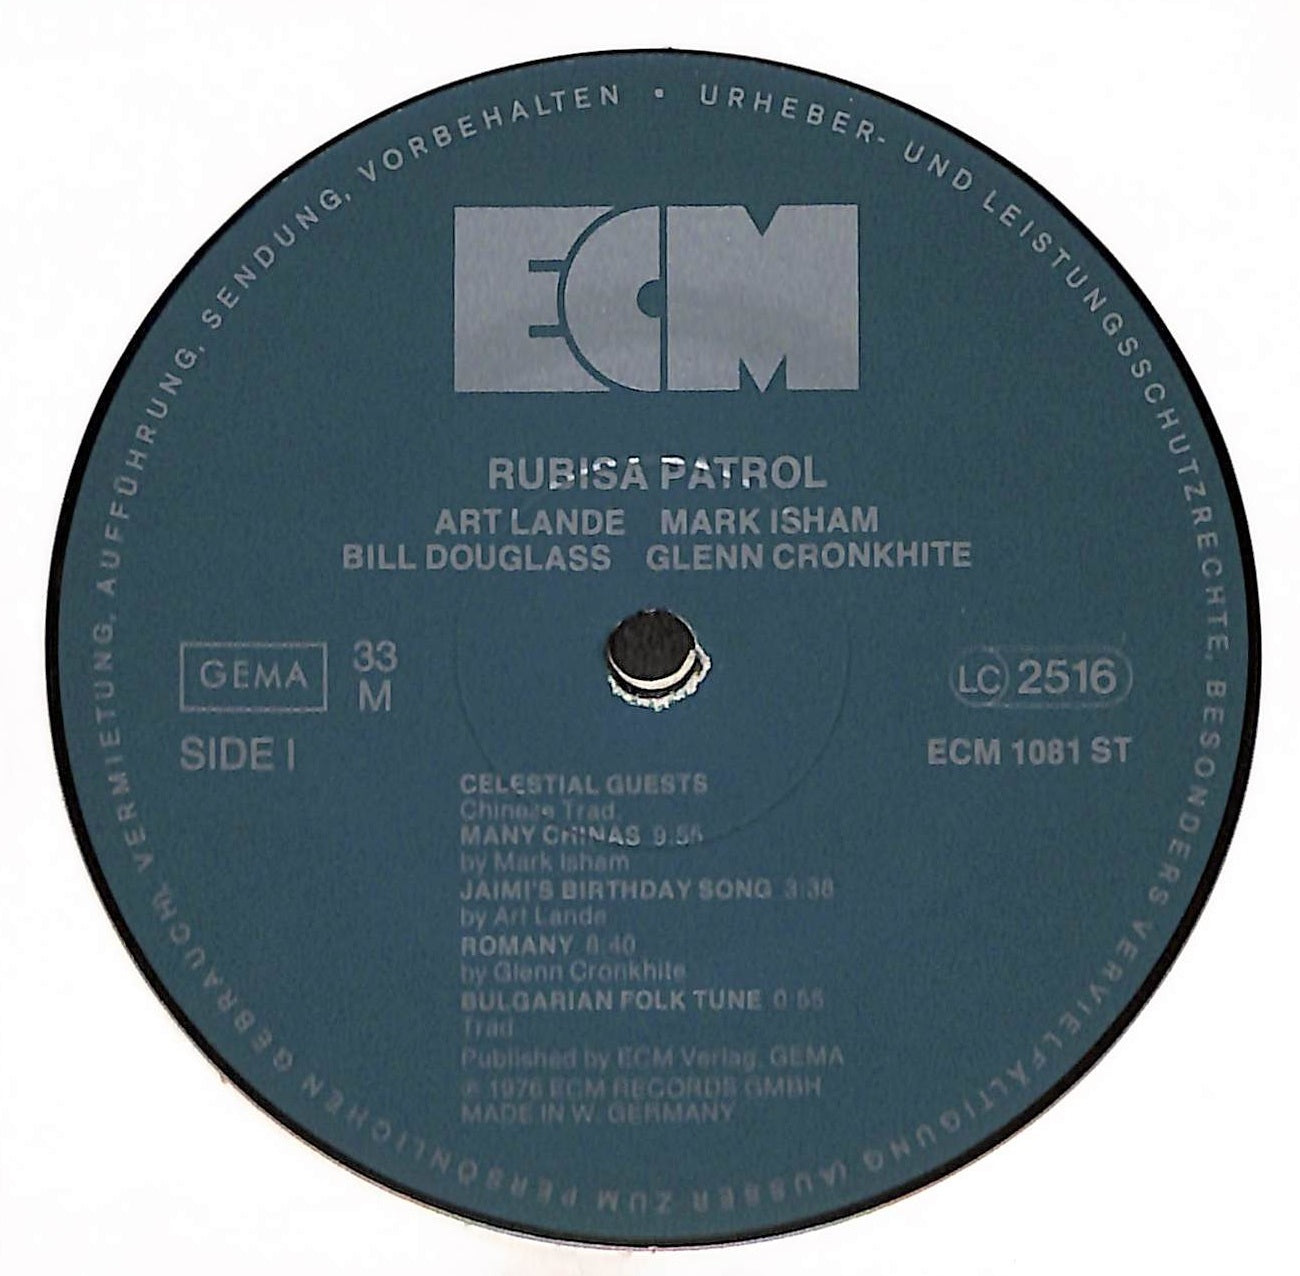 URHEBER- UND LEISTUNGSSCHUTZRECHTE, BESONDERS VERVIELFÄLTIGUNG (AUSSER ZUM PERSÖNLICHEN GEBRAUCH), VERMIETUNG, AUFFÜHRUNG, SENDUNG, VORBEHALTEN •
ECM
RUBISA PATROL
ART LANDE MARK ISHAM
BILL DOUGLASS GLENN CRONKHITE
GEMA 33
M
LC 2516
SIDE I
ECM 1081 ST
CELESTIAL GUESTS
Chinese Trad.
MANY CHINAS 9:55
by Mark Isham
JAIMI'S BIRTHDAY SONG 3:38
by Art Lande
ROMANY 8:40
by Glenn Cronkhite
BULGARIAN FOLK TUNE 0:55
Trad.
Published by ECM Verlag, GEMA
℗ 1976 ECM RECORDS GMBH
MADE IN W. GERMANY